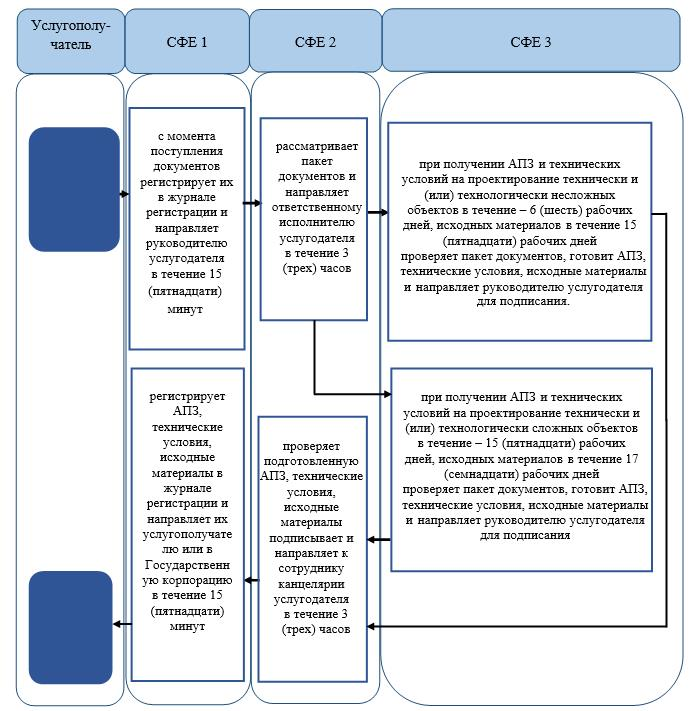 Услугополу-
чатель
СФЕ 1
СФЕ 2
СФЕ 3
с момента
поступления
документов
регистрирует их
в журнале
регистрации и
направляет
руководителю
услугодателя
в течение 15
(пятнадцати)
минут
рассматривает
пакет
документов и
направляет
ответственному
исполнителю
услугодателя
в течение 3
(трех) часов
при получении АПЗ и технических
условий на проектирование технически и
(или) технологически несложных
объектов в течение – 6 (шесть) рабочих
дней, исходных материалов в течение 15
(пятнадцати) рабочих дней
проверяет пакет документов, готовит АПЗ,
технические условия, исходные материалы
и направляет руководителю услугодателя
для подписания.
регистрирует
АПЗ,
технические
условия,
исходные
материалы в
журнале
регистрации и
направляет их
услугополучате
лю или в
Государственн
ую корпорацию
в течение 15
(пятнадцати)
минут
проверяет
подготовленную
АПЗ, технические
условия,
исходные
материалы
подписывает и
направляет к
сотруднику
канцелярии
услугодателя
в течение 3
(трех) часов
при получении АПЗ и технических
условий на проектирование технически и
(или) технологически сложных объектов
в течение – 15 (пятнадцати) рабочих
дней, исходных материалов в течение 17
(семнадцати) рабочих дней
проверяет пакет документов, готовит АПЗ,
технические условия, исходные материалы
и направляет руководителю услугодателя
для подписания